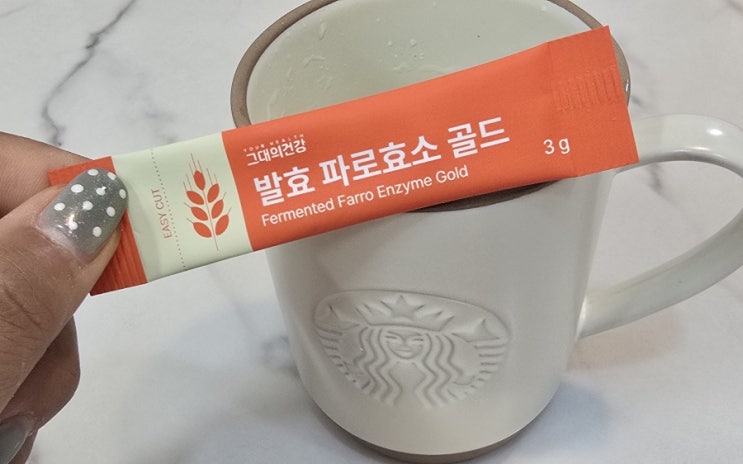 EASY CUT
YOUR HEALTH
그대의건강
발효 파로효소 골드
Fermented Farro Enzyme Gold
3 g